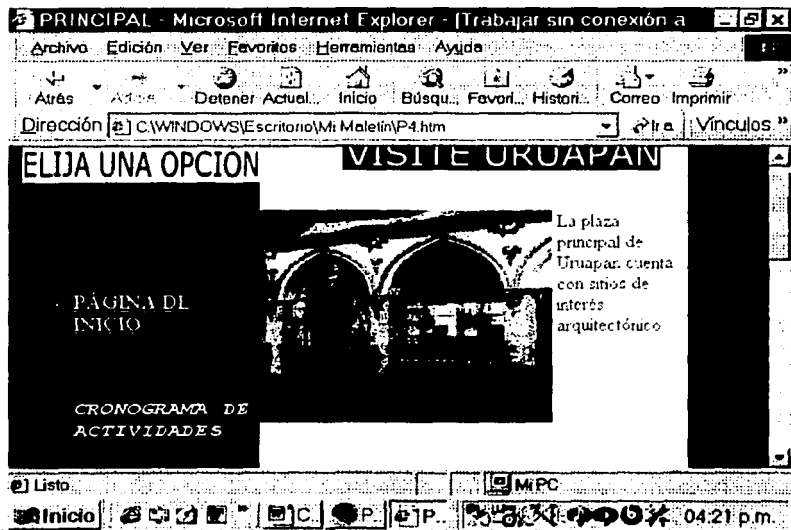 PRINCIPAL - Microsoft Internet Explorer - [Trabajar sin conexión a
Archivo Edición Ver Favoritos Herramientas Ayuda
Atrás Detener Actual... Inicio Búsqu... Favori... Histori... Correo Imprimir »
Dirección C:\WINDOWS\Escritorio\Mi Maletín\P4.htm Ir a Vínculos »
ELIJA UNA OPCION
VISITE URUAPAN
La plaza
principal de
Uruapan cuenta
con sitios de
interés
arquitectónico
PÁGINA DE
INICIO
CRONOGRAMA DE
ACTIVIDADES
Listo
Mi PC
Inicio » C.. P.. P.. 04:21 p.m.